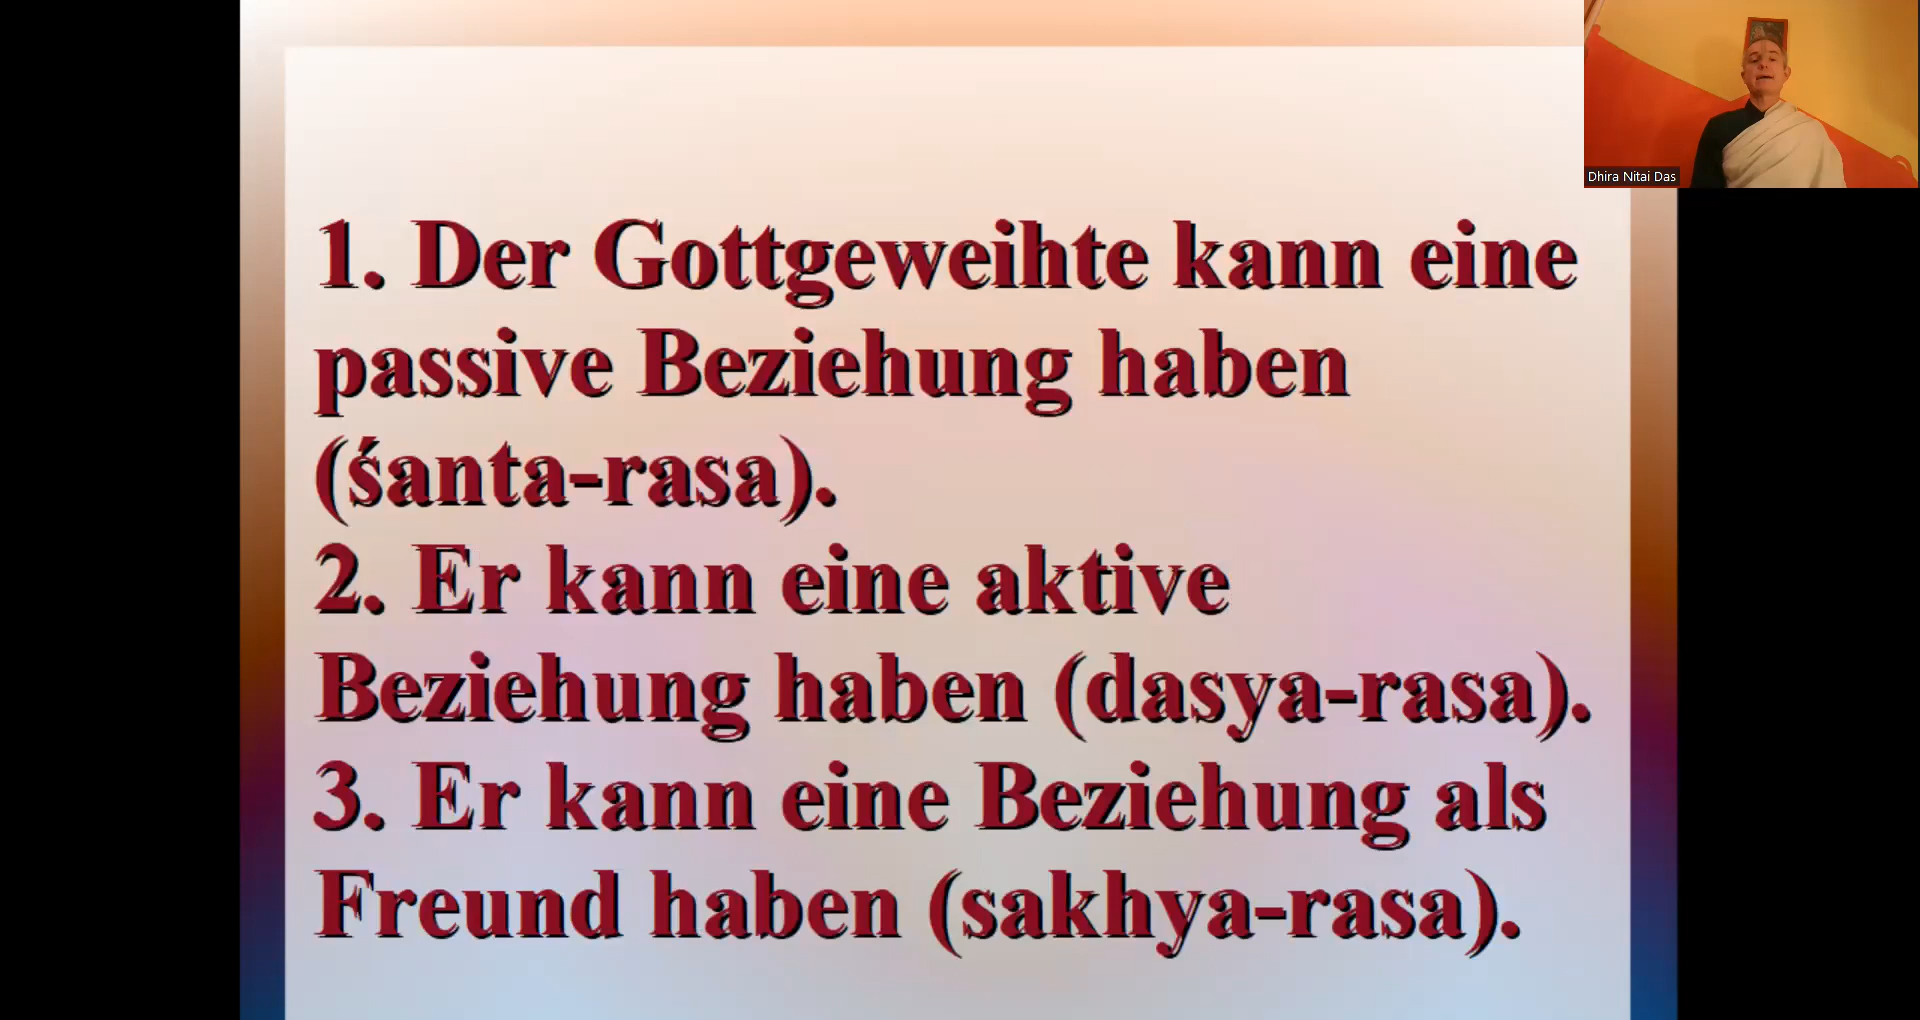 Dhira Nitai Das
1. Der Gottgeweihte kann eine
passive Beziehung haben
(śanta-rasa).
2. Er kann eine aktive
Beziehung haben (dasya-rasa).
3. Er kann eine Beziehung als
Freund haben (sakhya-rasa).